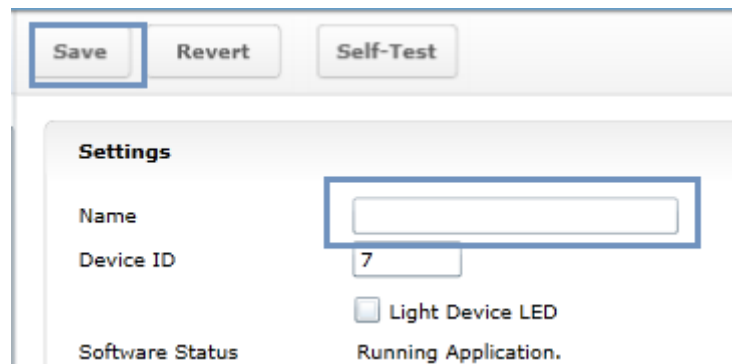 Save Revert Self-Test
Settings
Name
Device ID 7
Light Device LED
Software Status Running Application.